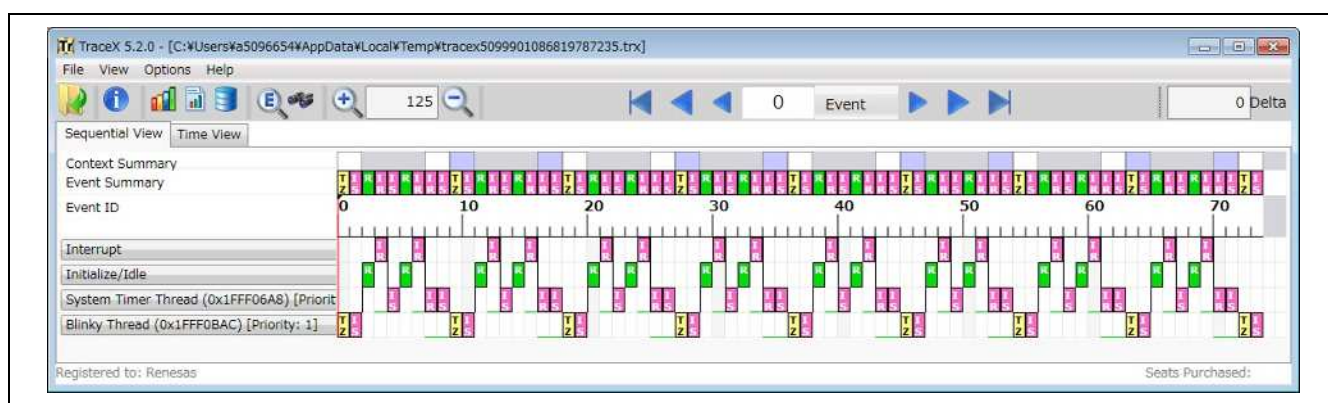 TraceX 5.2.0 - [C:¥Users¥a5096654¥AppData¥Local¥Temp¥tracex5099901086819787235.trx]
File View Options Help
125 0 Event 0 Delta
Sequential View Time View
Context Summary
Event Summary
Event ID 0 10 20 30 40 50 60 70
Interrupt
Initialize/Idle
System Timer Thread (0x1FFF06A8) [Priorit
Blinky Thread (0x1FFF0BAC) [Priority: 1]
Registered to: Renesas Seats Purchased: